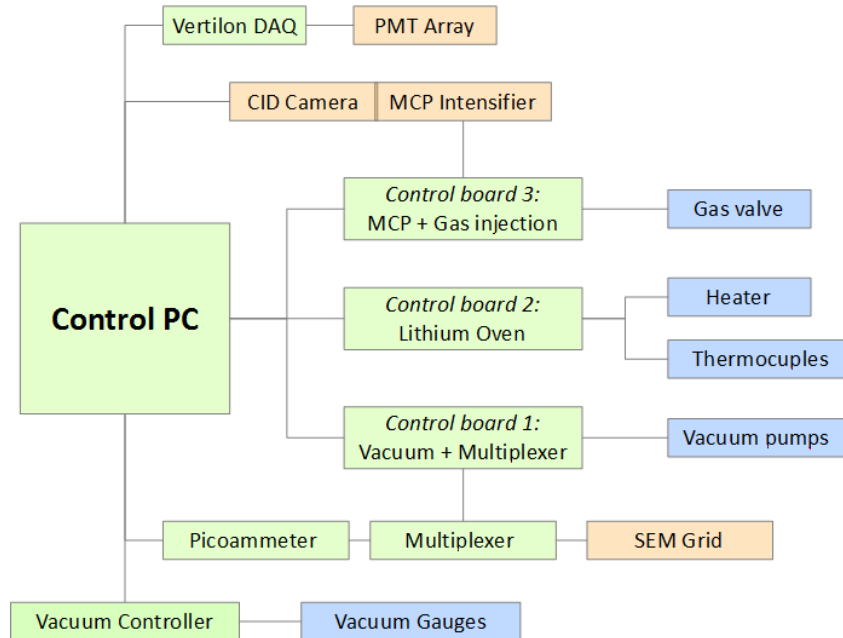 Vertilon DAQ
PMT Array
CID Camera
MCP Intensifier
Control board 3:
MCP + Gas injection
Gas valve
Control PC
Control board 2:
Lithium Oven
Heater
Thermocuples
Control board 1:
Vacuum + Multiplexer
Vacuum pumps
Picoammeter
Multiplexer
SEM Grid
Vacuum Controller
Vacuum Gauges